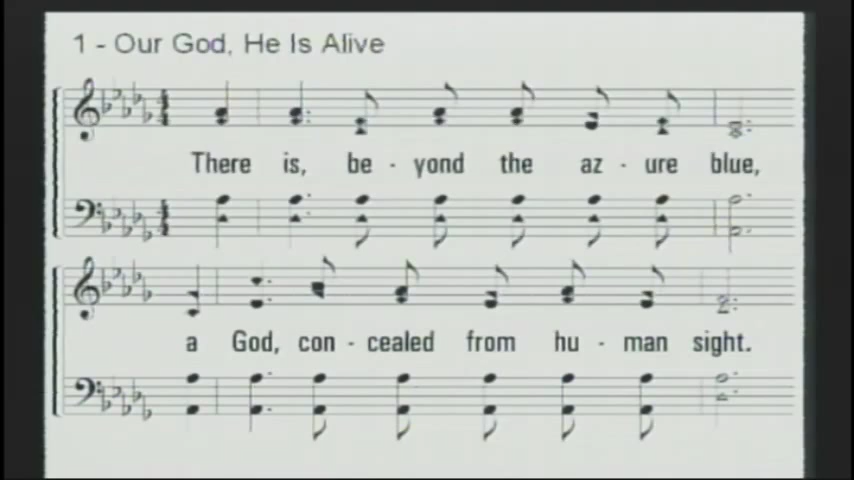 1 - Our God, He Is Alive
There is, be - yond the az - ure blue,
a God, con - cealed from hu - man sight.